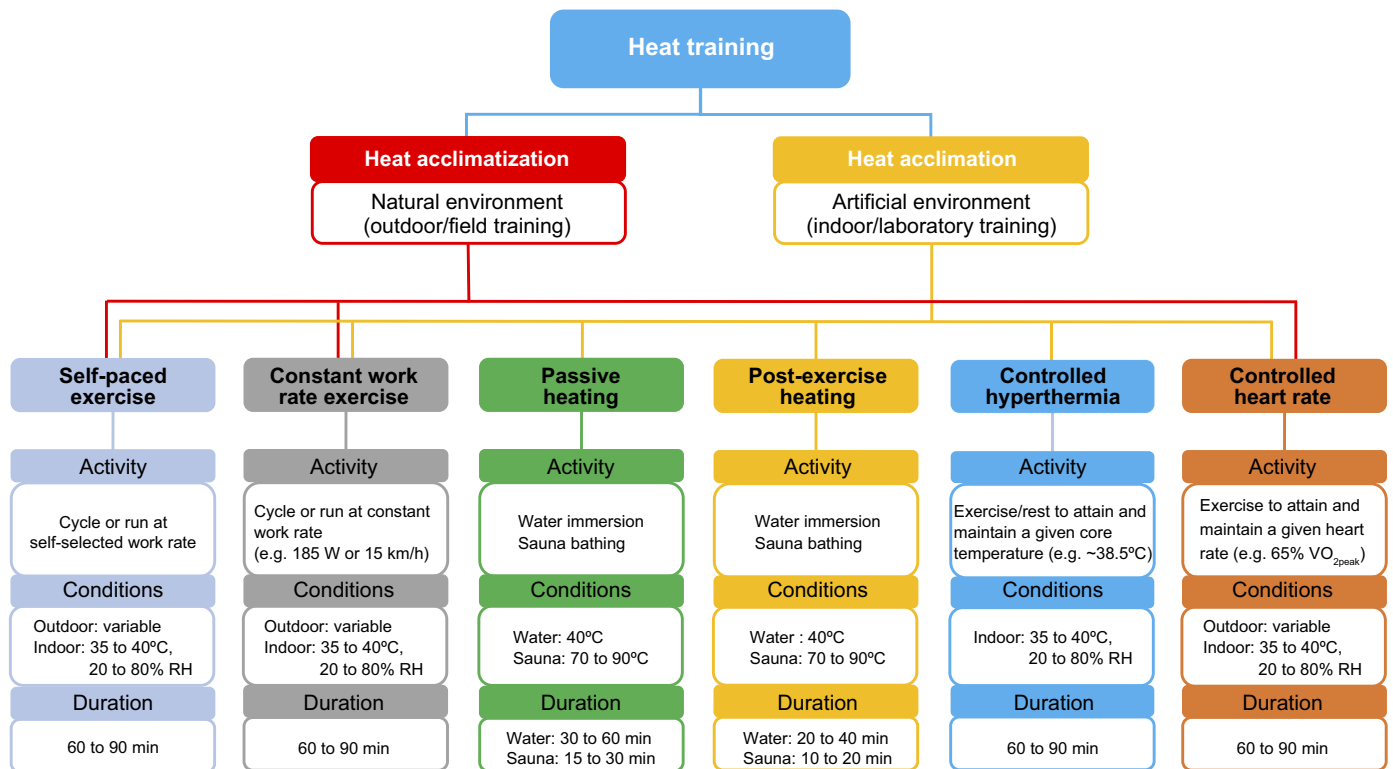 Heat training
Heat acclimatization
Natural environment
(outdoor/field training)
Heat acclimation
Artificial environment
(indoor/laboratory training)
Self-paced
exercise
Activity
Cycle or run at
self-selected work rate
Conditions
Outdoor: variable
Indoor: 35 to 40ºC,
20 to 80% RH
Duration
60 to 90 min
Constant work
rate exercise
Activity
Cycle or run at constant
work rate
(e.g. 185 W or 15 km/h)
Conditions
Outdoor: variable
Indoor: 35 to 40ºC,
20 to 80% RH
Duration
60 to 90 min
Passive
heating
Activity
Water immersion
Sauna bathing
Conditions
Water: 40ºC
Sauna: 70 to 90ºC
Duration
Water: 30 to 60 min
Sauna: 15 to 30 min
Post-exercise
heating
Activity
Water immersion
Sauna bathing
Conditions
Water : 40ºC
Sauna: 70 to 90ºC
Duration
Water: 20 to 40 min
Sauna: 10 to 20 min
Controlled
hyperthermia
Activity
Exercise/rest to attain and
maintain a given core
temperature (e.g. ~38.5ºC)
Conditions
Indoor: 35 to 40ºC,
20 to 80% RH
Duration
60 to 90 min
Controlled
heart rate
Activity
Exercise to attain and
maintain a given heart
rate (e.g. 65% VO2peak)
Conditions
Outdoor: variable
Indoor: 35 to 40ºC,
20 to 80% RH
Duration
60 to 90 min